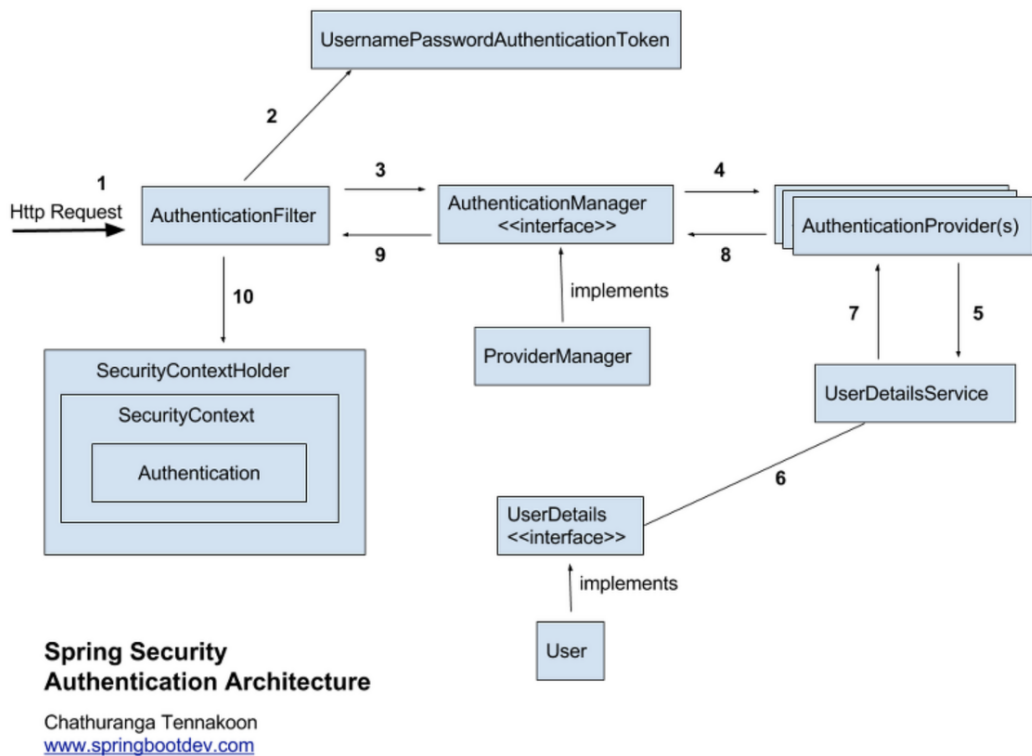 UsernamePasswordAuthenticationToken
2
1
3
4
Http Request
AuthenticationFilter
AuthenticationManager
<<interface>>
AuthenticationProvider(s)
9
8
10
implements
7
5
SecurityContextHolder
ProviderManager
SecurityContext
UserDetailsService
Authentication
6
UserDetails
<<interface>>
implements
User
Spring Security
Authentication Architecture
Chathuranga Tennakoon
www.springbootdev.com